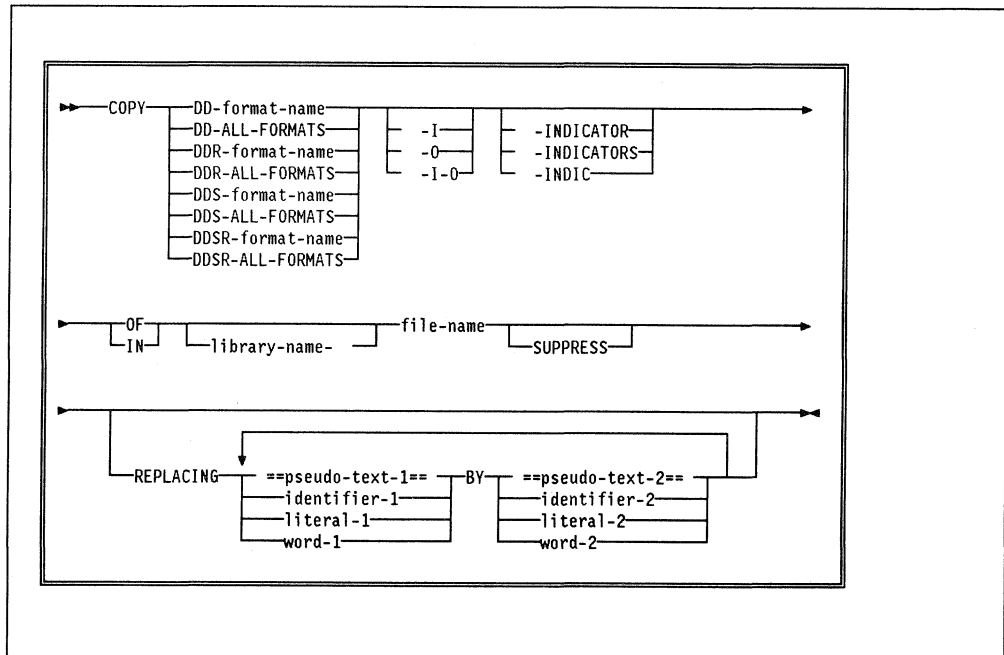 COPY DD-format-name
DD-ALL-FORMATS -I -INDICATOR
DDR-format-name -O -INDICATORS
DDR-ALL-FORMATS -I-O -INDIC
DDS-format-name
DDS-ALL-FORMATS
DDSR-format-name
DDSR-ALL-FORMATS
OF file-name
IN library-name- SUPPRESS
REPLACING ==pseudo-text-1== BY ==pseudo-text-2==
identifier-1 identifier-2
literal-1 literal-2
word-1 word-2